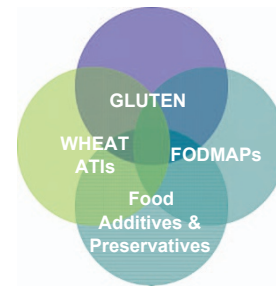 GLUTEN
WHEAT
ATIs
FODMAPs
Food
Additives &
Preservatives